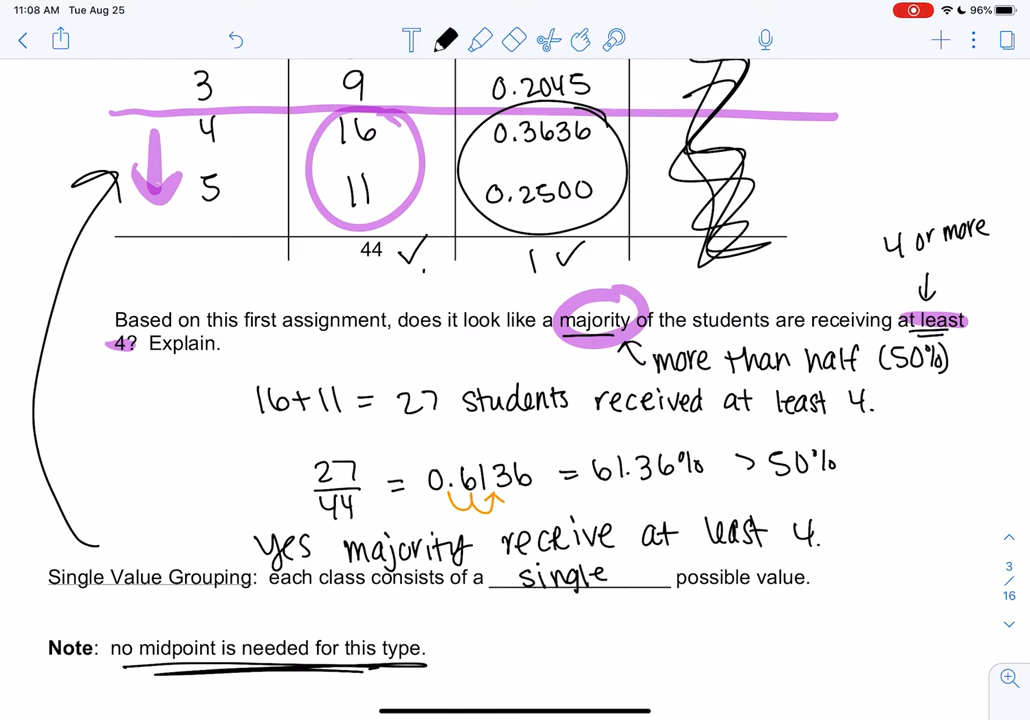 11:08 AM Tue Aug 25
96%
T
3 9 0.2045
4 16 0.3636
5 11 0.2500
44 ✓. 1 ✓
4 or more
Based on this first assignment, does it look like a majority of the students are receiving at least
4? Explain.
more than half (50%)
16+11 = 27 students received at least 4.
27/44 = 0.6136 = 61.36% > 50%
yes majority receive at least 4.
Single Value Grouping: each class consists of a single possible value.
3
/
16
Note: no midpoint is needed for this type.